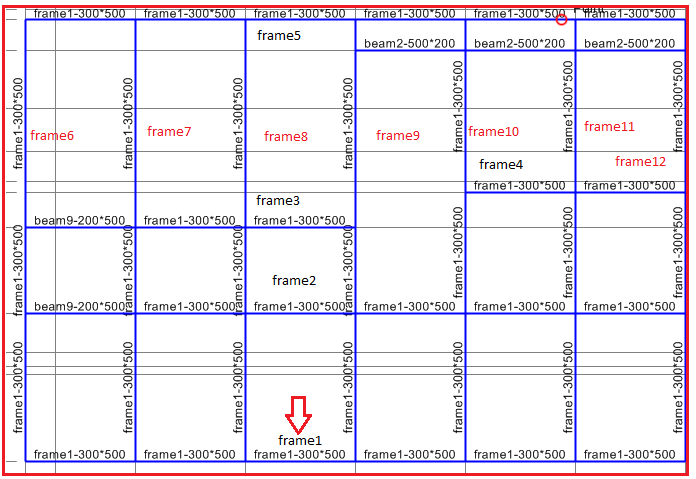 frame1-300*500 frame1-300*500 frame1-300*500 frame1-300*500 frame1-300*500 frame1-300*500
frame5
beam2-500*200 beam2-500*200 beam2-500*200
frame1-300*500 frame1-300*500 frame1-300*500 frame1-300*500 frame1-300*500 frame1-300*500
frame6 frame7 frame8 frame9 frame10 frame11
frame12
frame4
frame1-300*500 frame1-300*500
frame3
beam9-200*500 frame1-300*500 frame1-300*500
frame1-300*500 frame1-300*500 frame1-300*500 frame1-300*500 frame1-300*500 frame1-300*500 frame1-300*500
frame2
beam9-200*500 frame1-300*500 frame1-300*500 frame1-300*500 frame1-300*500 frame1-300*500
frame1-300*500 frame1-300*500 frame1-300*500 frame1-300*500 frame1-300*500 frame1-300*500
frame1
frame1-300*500 frame1-300*500 frame1-300*500 frame1-300*500 frame1-300*500 frame1-300*500